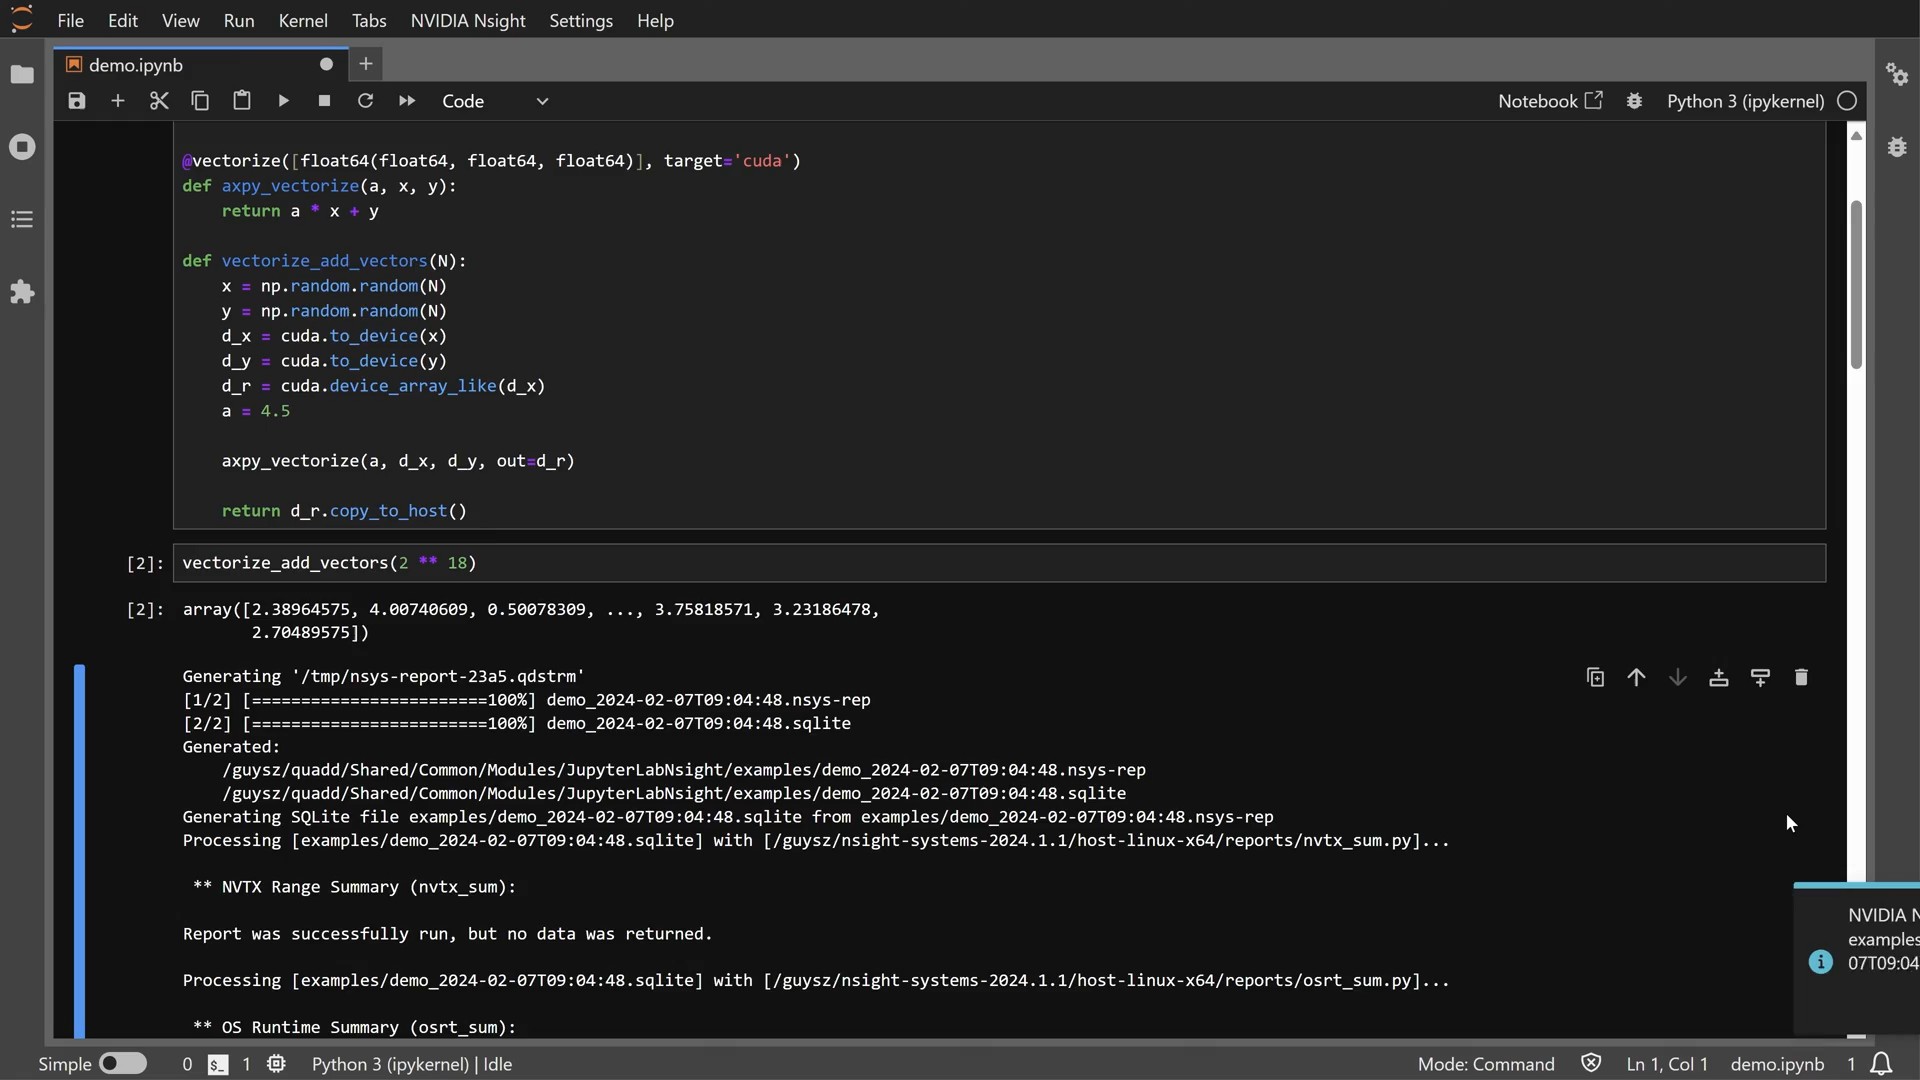 File Edit View Run Kernel Tabs NVIDIA Nsight Settings Help
demo.ipynb
Code
Notebook
Python 3 (ipykernel)
@vectorize([float64(float64, float64, float64)], target='cuda')
def axpy_vectorize(a, x, y):
    return a * x + y
def vectorize_add_vectors(N):
    x = np.random.random(N)
    y = np.random.random(N)
    d_x = cuda.to_device(x)
    d_y = cuda.to_device(y)
    d_r = cuda.device_array_like(d_x)
    a = 4.5
    axpy_vectorize(a, d_x, d_y, out=d_r)
    return d_r.copy_to_host()
[2]: vectorize_add_vectors(2 ** 18)
[2]: array([2.38964575, 4.00740609, 0.50078309, ..., 3.75818571, 3.23186478,
       2.70489575])
Generating '/tmp/nsys-report-23a5.qdstrm'
[1/2] [========================100%] demo_2024-02-07T09:04:48.nsys-rep
[2/2] [========================100%] demo_2024-02-07T09:04:48.sqlite
Generated:
    /guysz/quadd/Shared/Common/Modules/JupyterLabNsight/examples/demo_2024-02-07T09:04:48.nsys-rep
    /guysz/quadd/Shared/Common/Modules/JupyterLabNsight/examples/demo_2024-02-07T09:04:48.sqlite
Generating SQLite file examples/demo_2024-02-07T09:04:48.sqlite from examples/demo_2024-02-07T09:04:48.nsys-rep
Processing [examples/demo_2024-02-07T09:04:48.sqlite] with [/guysz/nsight-systems-2024.1.1/host-linux-x64/reports/nvtx_sum.py]...
 ** NVTX Range Summary (nvtx_sum):
Report was successfully run, but no data was returned.
Processing [examples/demo_2024-02-07T09:04:48.sqlite] with [/guysz/nsight-systems-2024.1.1/host-linux-x64/reports/osrt_sum.py]...
 ** OS Runtime Summary (osrt_sum):
NVIDIA N
examples
07T09:04
Simple 0 $_ 1 Python 3 (ipykernel) | Idle
Mode: Command Ln 1, Col 1 demo.ipynb 1